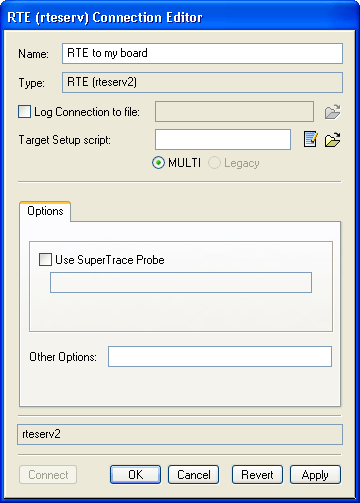 RTE (rteserv) Connection Editor
Name: RTE to my board
Type: RTE (rteserv2)
Log Connection to file:
Target Setup script:
MULTI Legacy
Options
Use SuperTrace Probe
Other Options:
rteserv2
Connect OK Cancel Revert Apply